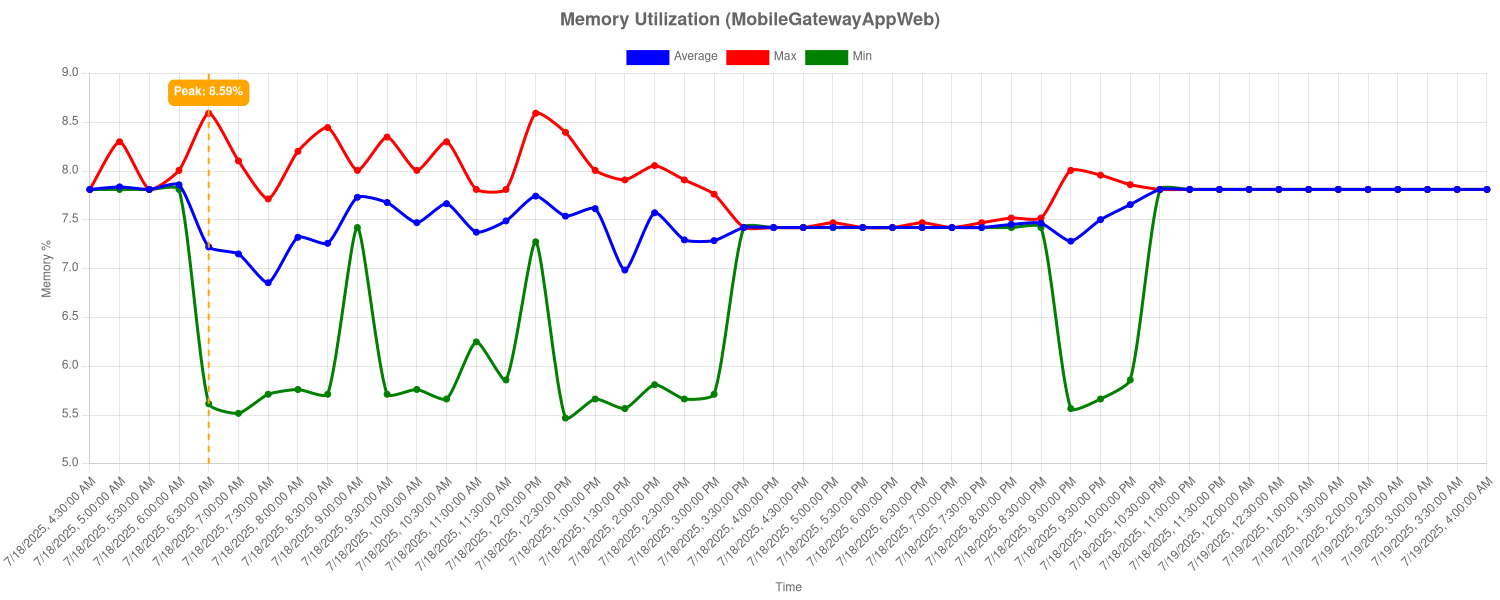 Memory Utilization (MobileGatewayAppWeb)
Average Max Min
Peak: 8.59%
9.0
8.5
8.0
7.5
7.0
6.5
6.0
5.5
5.0
Memory %
7/18/2025, 4:30:00 AM
7/18/2025, 5:00:00 AM
7/18/2025, 5:30:00 AM
7/18/2025, 6:00:00 AM
7/18/2025, 6:30:00 AM
7/18/2025, 7:00:00 AM
7/18/2025, 7:30:00 AM
7/18/2025, 8:00:00 AM
7/18/2025, 8:30:00 AM
7/18/2025, 9:00:00 AM
7/18/2025, 9:30:00 AM
7/18/2025, 10:00:00 AM
7/18/2025, 10:30:00 AM
7/18/2025, 11:00:00 AM
7/18/2025, 11:30:00 AM
7/18/2025, 12:00:00 PM
7/18/2025, 12:30:00 PM
7/18/2025, 1:00:00 PM
7/18/2025, 1:30:00 PM
7/18/2025, 2:00:00 PM
7/18/2025, 2:30:00 PM
7/18/2025, 3:00:00 PM
7/18/2025, 3:30:00 PM
7/18/2025, 4:00:00 PM
7/18/2025, 4:30:00 PM
7/18/2025, 5:00:00 PM
7/18/2025, 5:30:00 PM
7/18/2025, 6:00:00 PM
7/18/2025, 6:30:00 PM
7/18/2025, 7:00:00 PM
7/18/2025, 7:30:00 PM
7/18/2025, 8:00:00 PM
7/18/2025, 8:30:00 PM
7/18/2025, 9:00:00 PM
7/18/2025, 9:30:00 PM
7/18/2025, 10:00:00 PM
7/18/2025, 10:30:00 PM
7/18/2025, 11:00:00 PM
7/18/2025, 11:30:00 PM
7/19/2025, 12:00:00 AM
7/19/2025, 12:30:00 AM
7/19/2025, 1:00:00 AM
7/19/2025, 1:30:00 AM
7/19/2025, 2:00:00 AM
7/19/2025, 2:30:00 AM
7/19/2025, 3:00:00 AM
7/19/2025, 3:30:00 AM
7/19/2025, 4:00:00 AM
Time